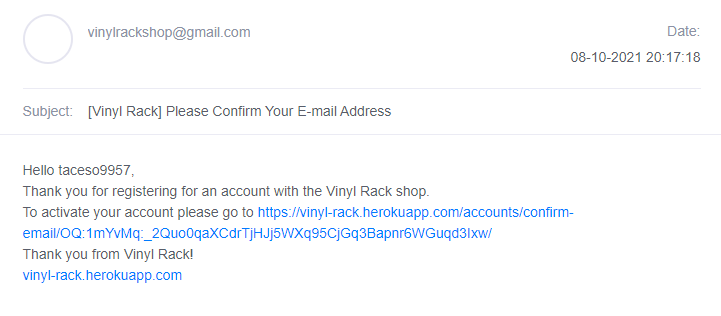 vinylrackshop@gmail.com
Date:
08-10-2021 20:17:18
Subject: [Vinyl Rack] Please Confirm Your E-mail Address
Hello taceso9957,
Thank you for registering for an account with the Vinyl Rack shop.
To activate your account please go to https://vinyl-rack.herokuapp.com/accounts/confirm-
email/OQ:1mYvMq:_2Quo0qaXCdrTjHJj5WXq95CjGq3Bapnr6WGuqd3Ixw/
Thank you from Vinyl Rack!
vinyl-rack.herokuapp.com